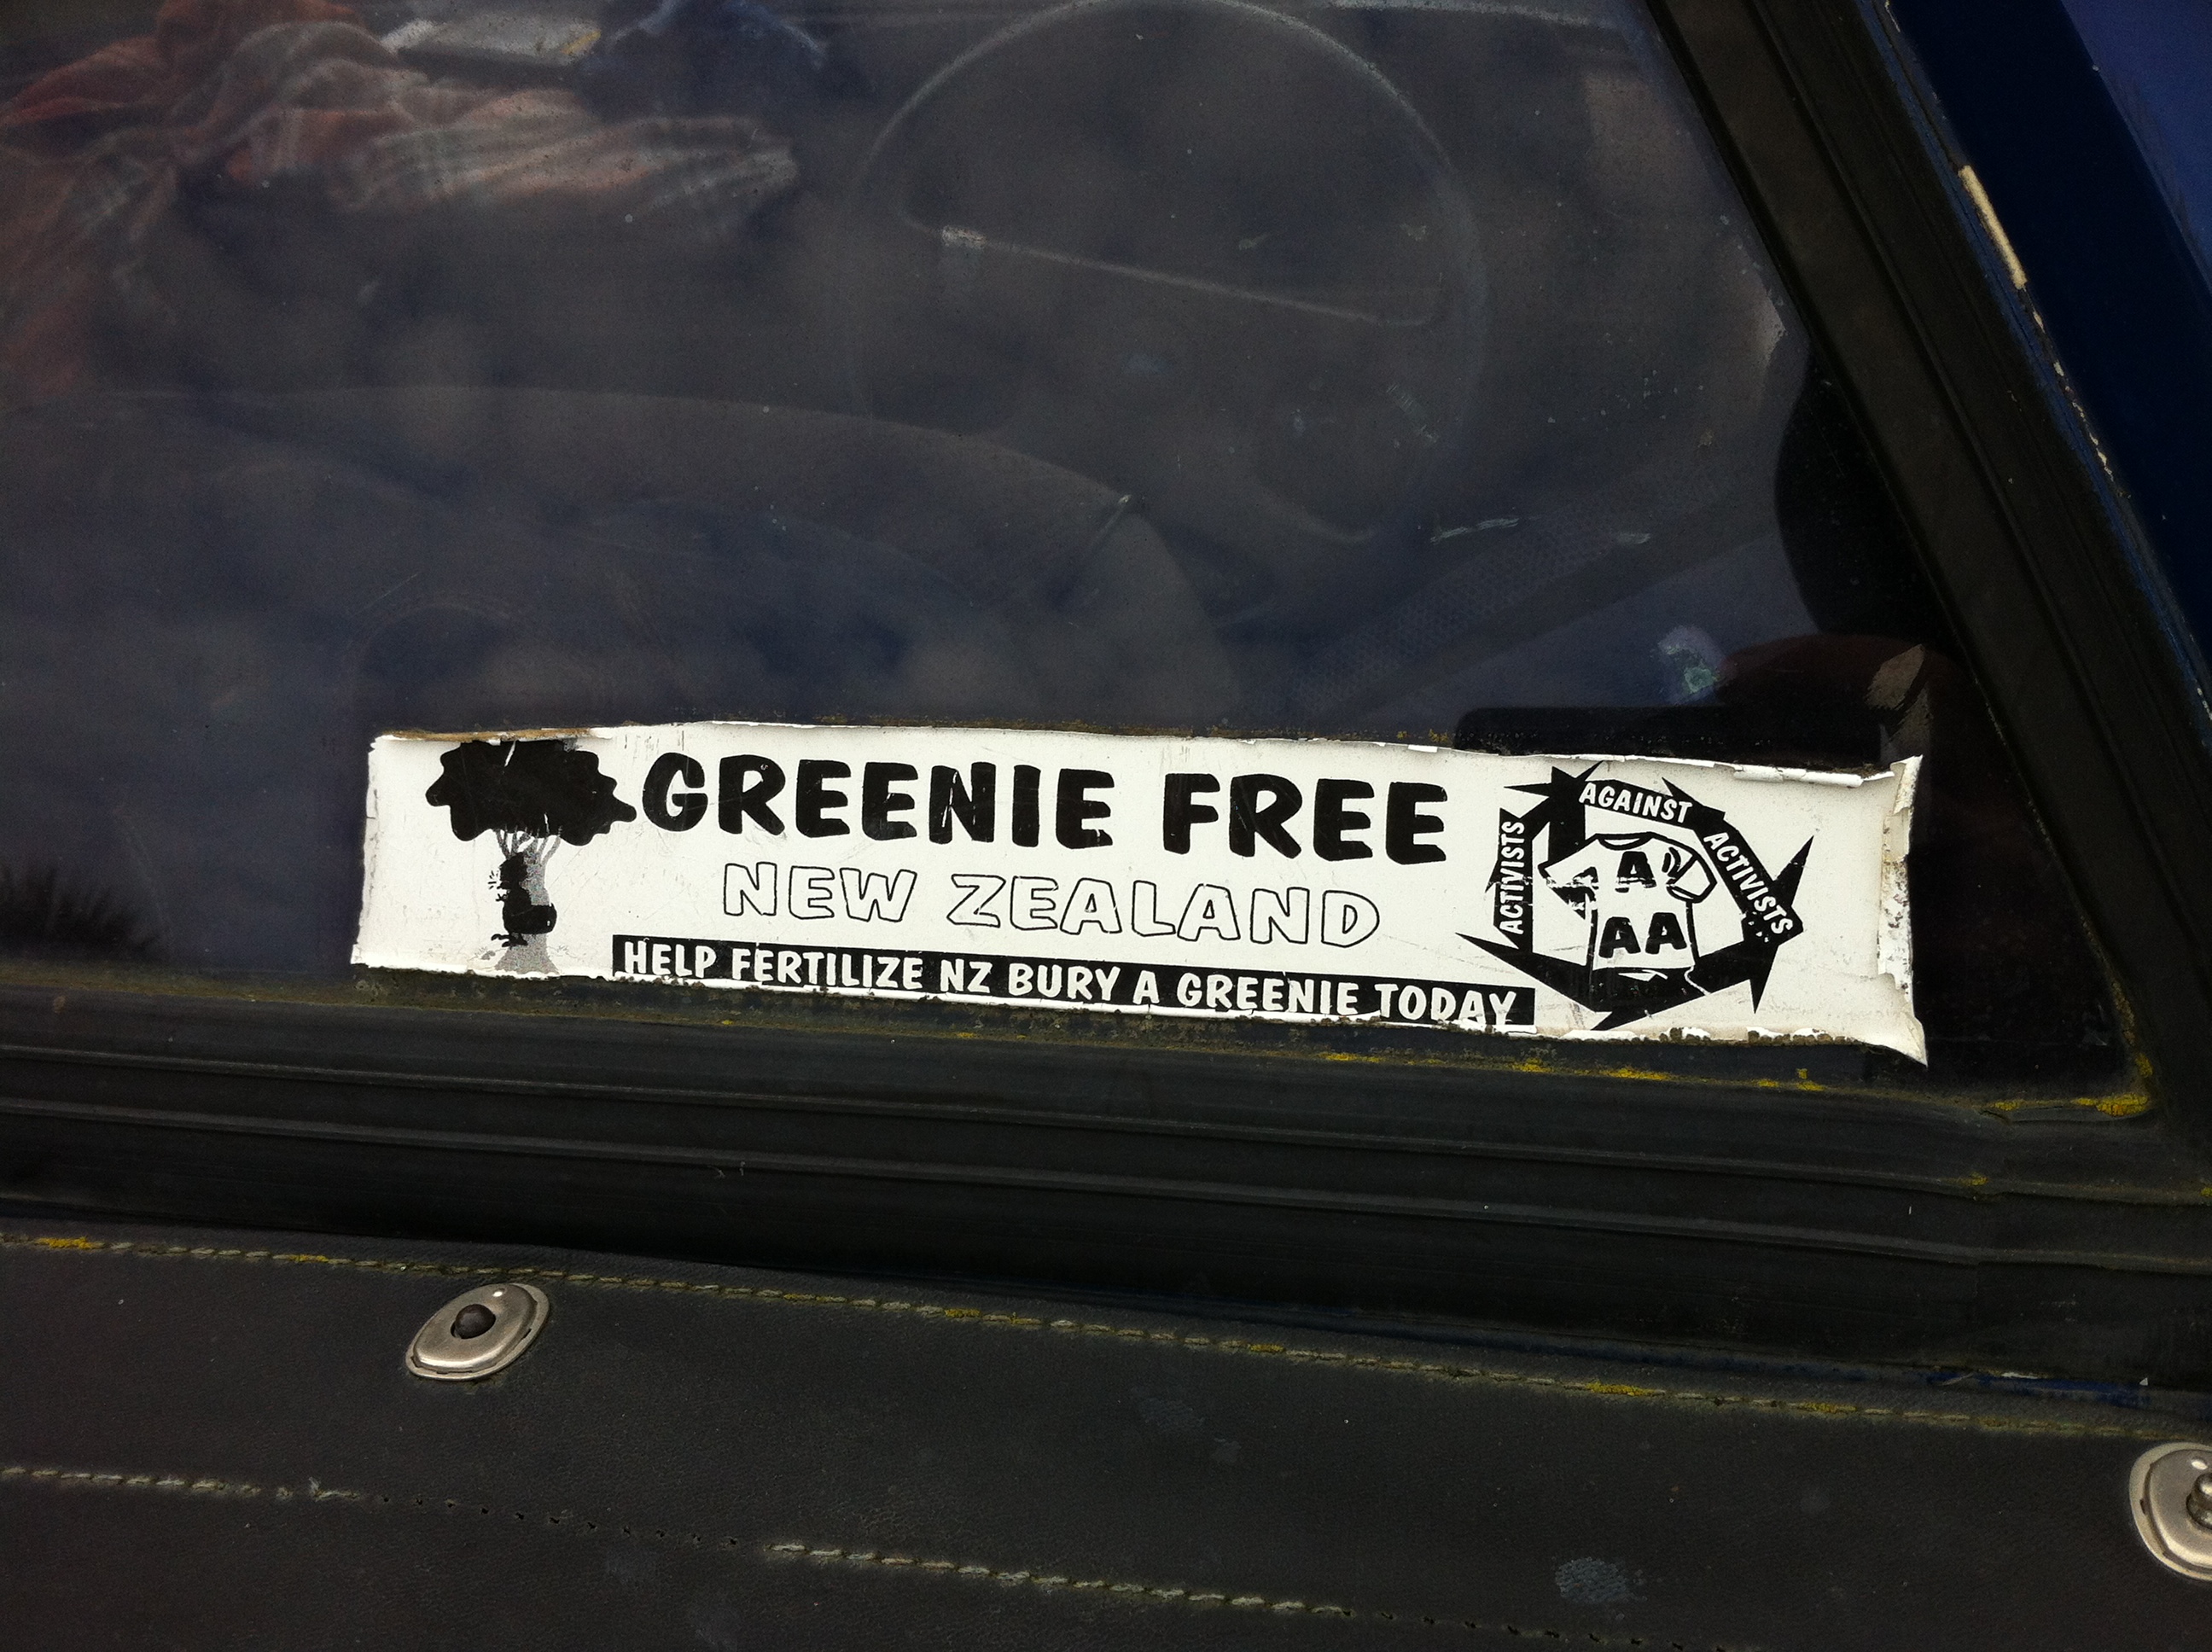 GREENIE FREE
NEW ZEALAND
HELP FERTILIZE NZ BURY A GREENIE TODAY
ACTIVISTS
AGAINST
ACTIVISTS
A
AA